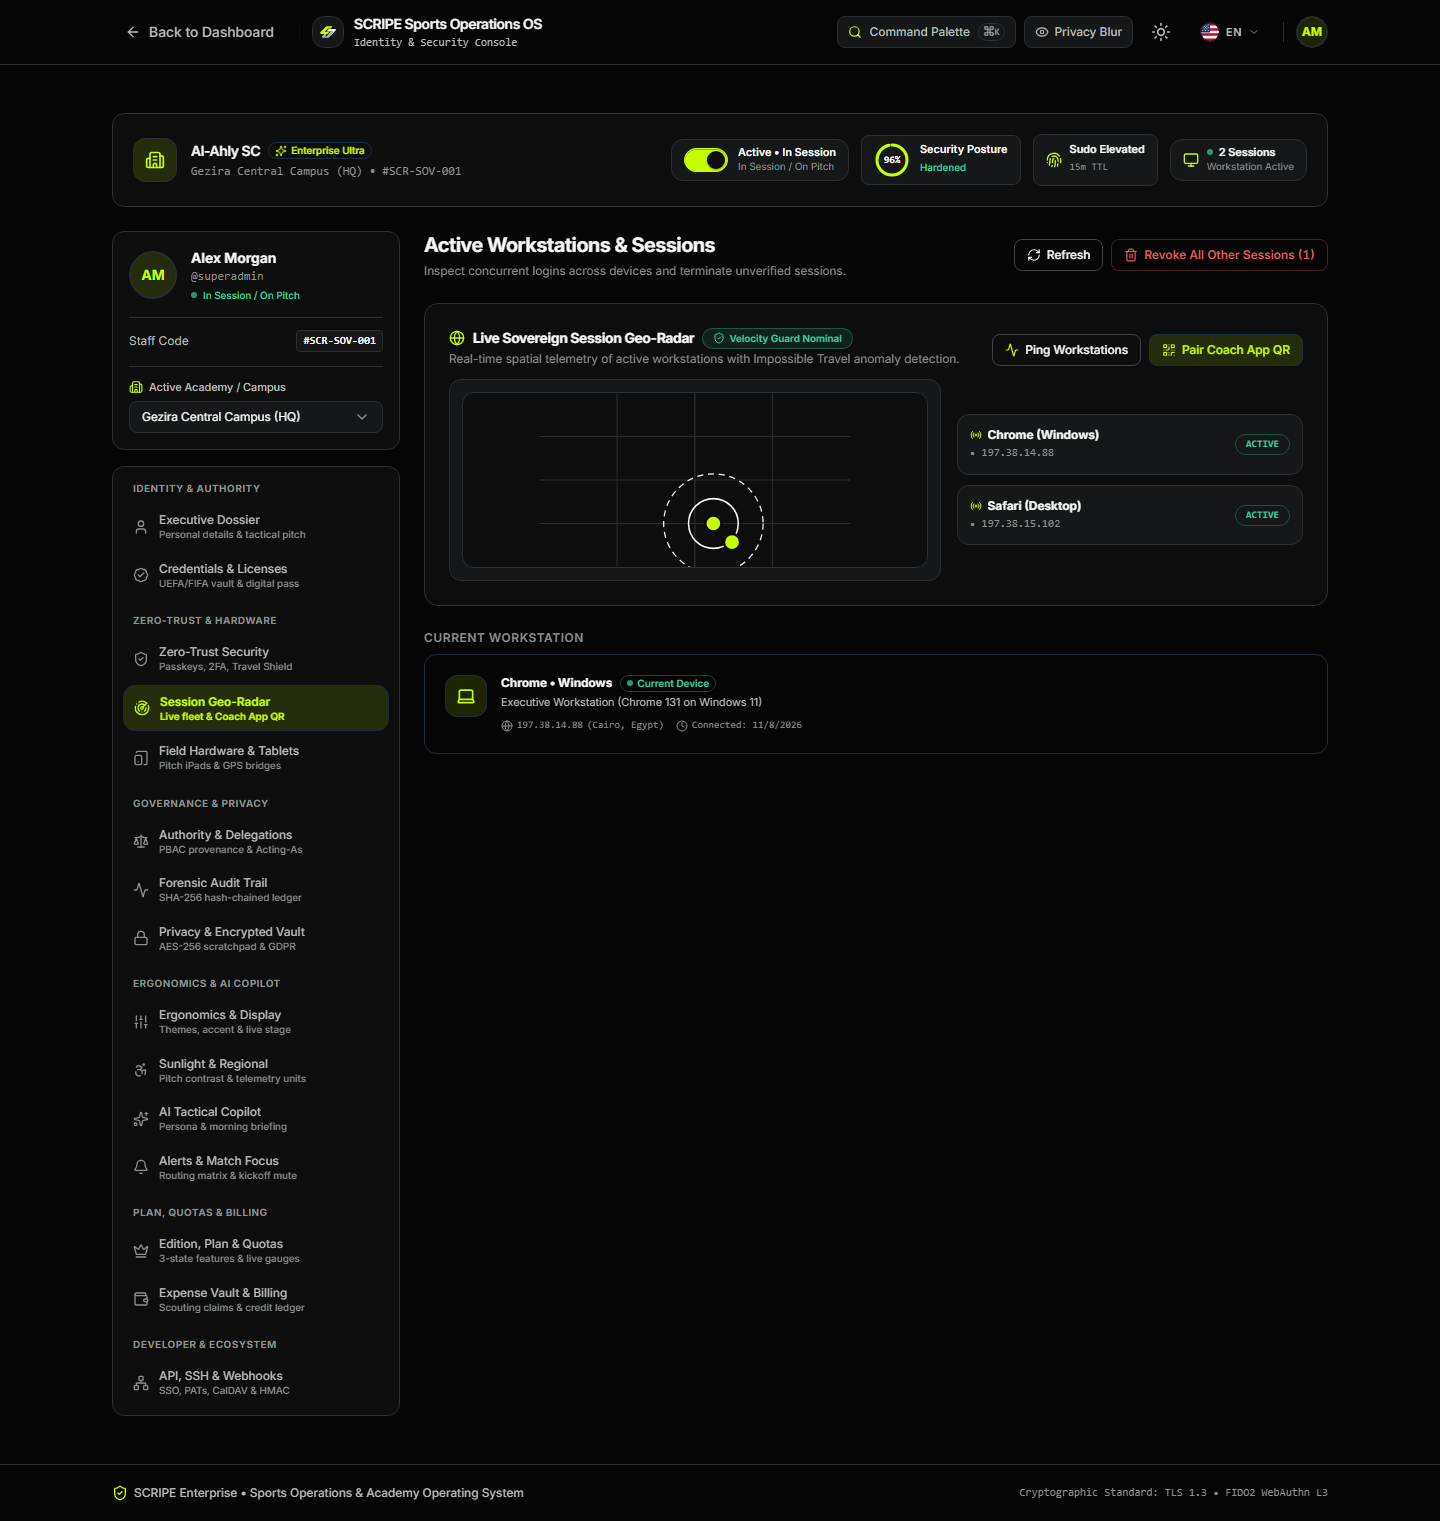 Back to Dashboard
SCRIPE Sports Operations OS
Identity & Security Console
Command Palette ⌘K
Privacy Blur
EN
AM
Al-Ahly SC
Enterprise Ultra
Gezira Central Campus (HQ) • #SCR-SOV-001
Active • In Session
In Session / On Pitch
96%
Security Posture
Hardened
Sudo Elevated
15m TTL
2 Sessions
Workstation Active
AM
Alex Morgan
@superadmin
In Session / On Pitch
Staff Code
#SCR-SOV-001
Active Academy / Campus
Gezira Central Campus (HQ)
IDENTITY & AUTHORITY
Executive Dossier
Personal details & tactical pitch
Credentials & Licenses
UEFA/FIFA vault & digital pass
ZERO-TRUST & HARDWARE
Zero-Trust Security
Passkeys, 2FA, Travel Shield
Session Geo-Radar
Live fleet & Coach App QR
Field Hardware & Tablets
Pitch iPads & GPS bridges
GOVERNANCE & PRIVACY
Authority & Delegations
PBAC provenance & Acting-As
Forensic Audit Trail
SHA-256 hash-chained ledger
Privacy & Encrypted Vault
AES-256 scratchpad & GDPR
ERGONOMICS & AI COPILOT
Ergonomics & Display
Themes, accent & live stage
Sunlight & Regional
Pitch contrast & telemetry units
AI Tactical Copilot
Persona & morning briefing
Alerts & Match Focus
Routing matrix & kickoff mute
PLAN, QUOTAS & BILLING
Edition, Plan & Quotas
3-state features & live gauges
Expense Vault & Billing
Scouting claims & credit ledger
DEVELOPER & ECOSYSTEM
API, SSH & Webhooks
SSO, PATs, CalDAV & HMAC
Active Workstations & Sessions
Inspect concurrent logins across devices and terminate unverified sessions.
Refresh
Revoke All Other Sessions (1)
Live Sovereign Session Geo-Radar
Velocity Guard Nominal
Real-time spatial telemetry of active workstations with Impossible Travel anomaly detection.
Ping Workstations
Pair Coach App QR
Chrome (Windows)
• 197.38.14.88
ACTIVE
Safari (Desktop)
• 197.38.15.102
ACTIVE
CURRENT WORKSTATION
Chrome • Windows
Current Device
Executive Workstation (Chrome 131 on Windows 11)
197.38.14.88 (Cairo, Egypt)
Connected: 11/8/2026
SCRIPE Enterprise • Sports Operations & Academy Operating System
Cryptographic Standard: TLS 1.3 • FIDO2 WebAuthn L3